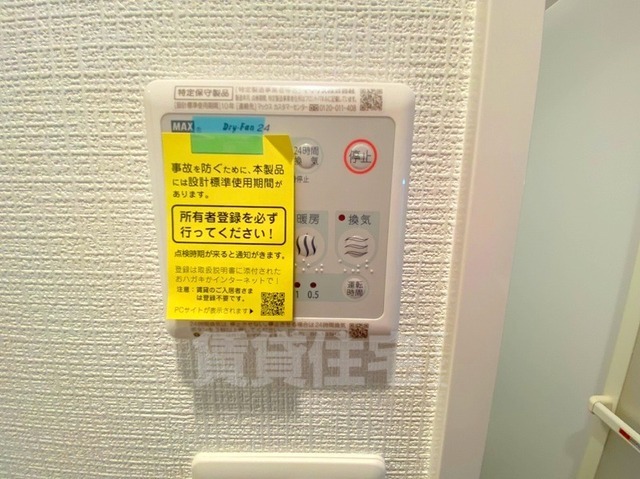 特定保守製品
0120-011-408
MAX
Dry-Fan 24
24時間
換気
停止
事故を防ぐために、本製品
には設計標準使用期間が
あります。
所有者登録を必ず
行ってください!
点検時期が来ると通知がきます。
登録は取扱説明書に添付された
おハガキかインターネットで!
注意:賃貸のご入居者さま
は登録不要です。
PCサイトが表示されます▶
暖房
換気
1 0.5
運転
時間
賃貸住宅